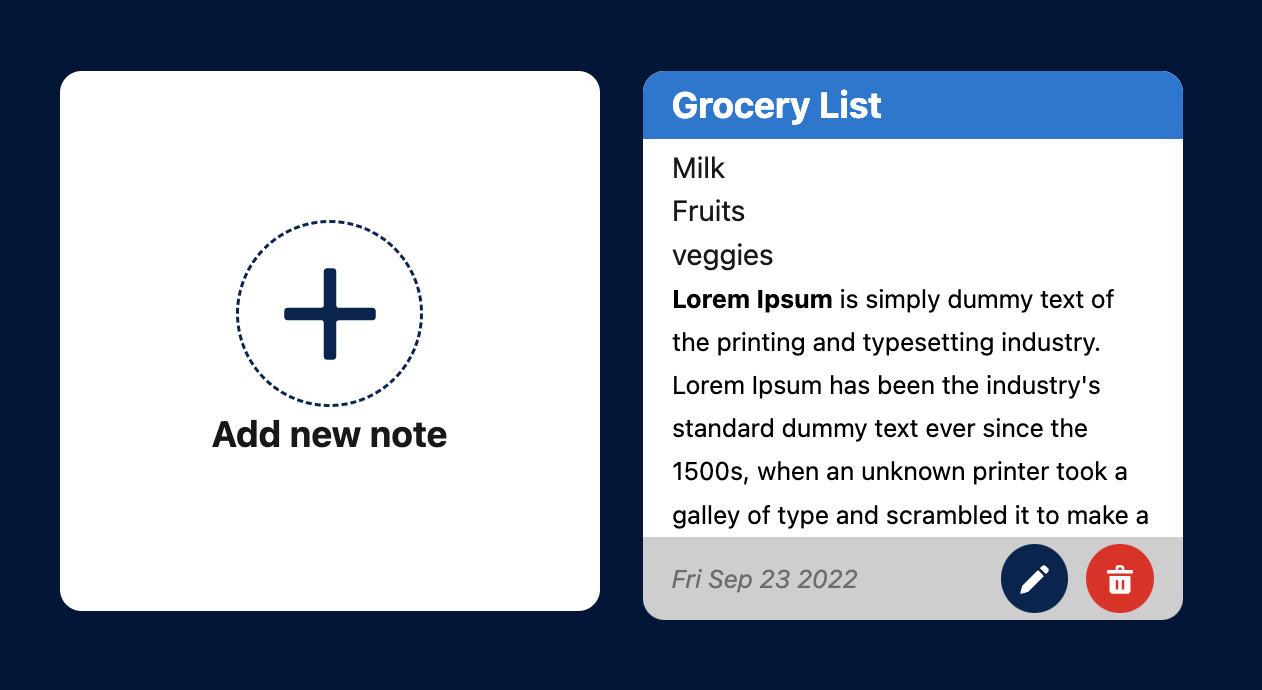 Add new note
Grocery List
Milk
Fruits
veggies
Lorem Ipsum is simply dummy text of
the printing and typesetting industry.
Lorem Ipsum has been the industry's
standard dummy text ever since the
1500s, when an unknown printer took a
galley of type and scrambled it to make a
Fri Sep 23 2022